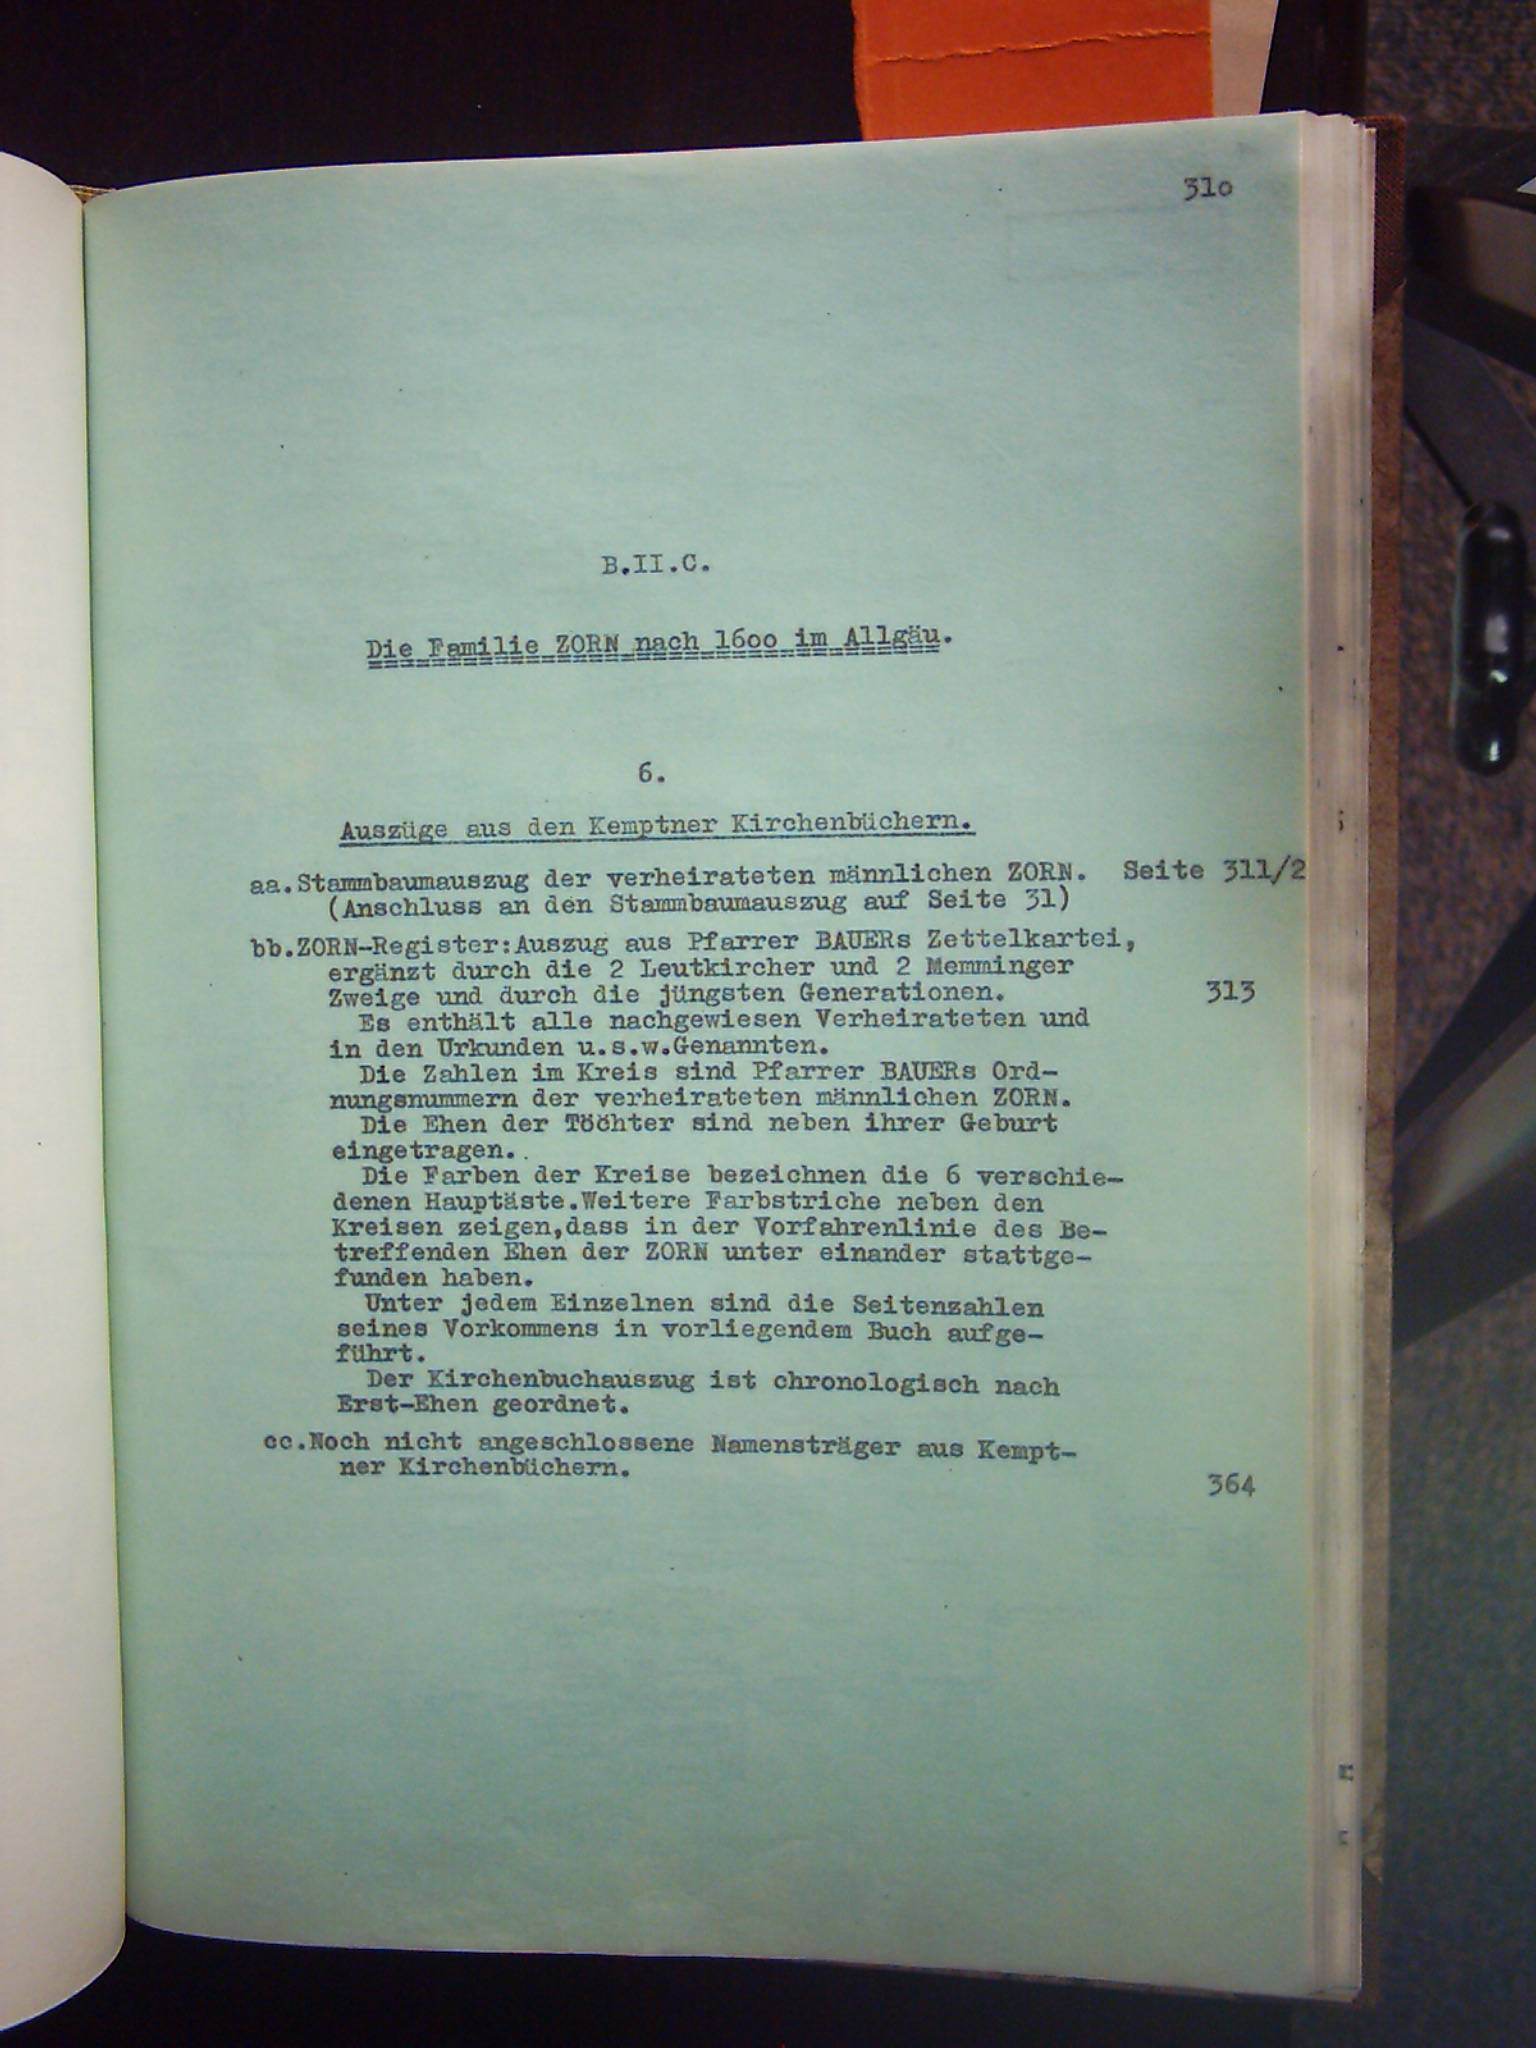 31o
B.II.C.
Die Familie ZORN nach 16oo im Allgäu.
6.
Auszüge aus den Kemptner Kirchenbüchern.
aa.Stammbaumauszug der verheirateten männlichen ZORN. Seite 311/2
(Anschluss an den Stammbaumauszug auf Seite 31)
bb.ZORN-Register:Auszug aus Pfarrer BAUERs Zettelkartei,
ergänzt durch die 2 Leutkircher und 2 Memminger
Zweige und durch die jüngsten Generationen. 313
Es enthält alle nachgewiesen Verheirateten und
in den Urkunden u.s.w.Genannten.
Die Zahlen im Kreis sind Pfarrer BAUERs Ord-
nungsnummern der verheirateten männlichen ZORN.
Die Ehen der Töchter sind neben ihrer Geburt
eingetragen..
Die Farben der Kreise bezeichnen die 6 verschie-
denen Hauptäste.Weitere Farbstriche neben den
Kreisen zeigen,dass in der Vorfahrenlinie des Be-
treffenden Ehen der ZORN unter einander stattge-
funden haben.
Unter jedem Einzelnen sind die Seitenzahlen
seines Vorkommens in vorliegendem Buch aufge-
führt.
Der Kirchenbuchauszug ist chronologisch nach
Erst-Ehen geordnet.
cc.Noch nicht angeschlossene Namensträger aus Kempt-
ner Kirchenbüchern.
364